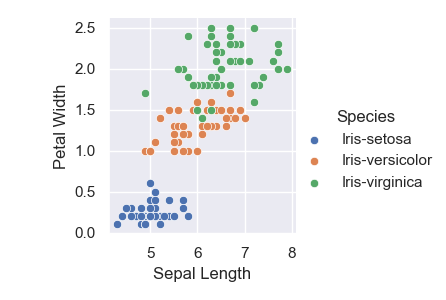 2.5
2.0
1.5
1.0
0.5
0.0
Petal Width
5 6 7 8
Sepal Length
Species
Iris-setosa
Iris-versicolor
Iris-virginica